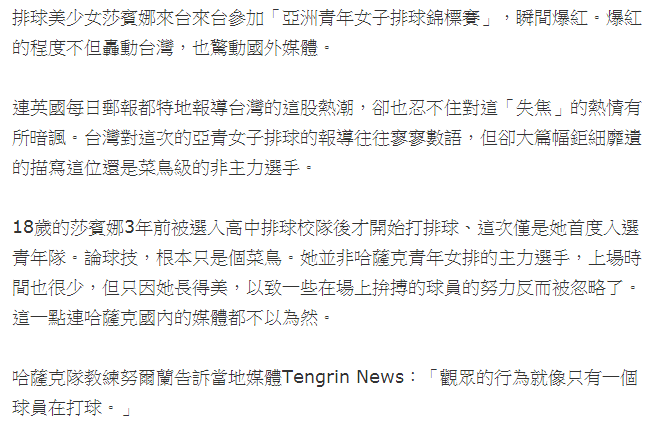 排球美少女莎賓娜來台來台參加「亞洲青年女子排球錦標賽」，瞬間爆紅。爆紅
的程度不但轟動台灣，也驚動國外媒體。
連英國每日郵報都特地報導台灣的這股熱潮，卻也忍不住對這「失焦」的熱情有
所暗諷。台灣對這次的亞青女子排球的報導往往寥寥數語，但卻大篇幅鉅細靡遺
的描寫這位還是菜鳥級的非主力選手。
18歲的莎賓娜3年前被選入高中排球校隊後才開始打排球、這次僅是她首度入選
青年隊。論球技，根本只是個菜鳥。她並非哈薩克青年女排的主力選手，上場時
間也很少，但只因她長得美，以致一些在場上拚搏的球員的努力反而被忽略了。
這一點連哈薩克國內的媒體都不以為然。
哈薩克隊教練努爾蘭告訴當地媒體Tengrin News：「觀眾的行為就像只有一個
球員在打球。」